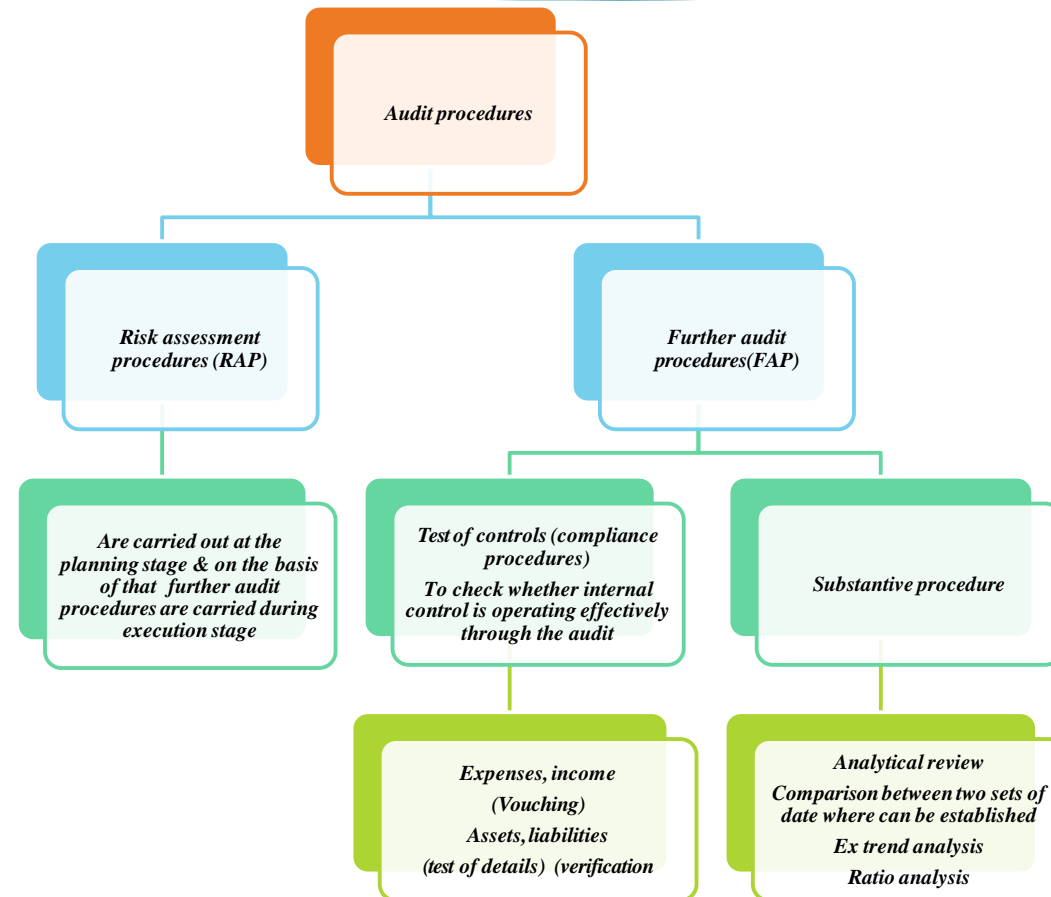 Audit procedures
Risk assessment
procedures (RAP)
Further audit
procedures(FAP)
Are carried out at the
planning stage & on the basis
of that further audit
procedures are carried during
execution stage
Test of controls (compliance
procedures)
To check whether internal
control is operating effectively
through the audit
Substantive procedure
Expenses, income
(Vouching)
Assets, liabilities
(test of details) (verification
Analytical review
Comparison between two sets of
date where can be established
Ex trend analysis
Ratio analysis